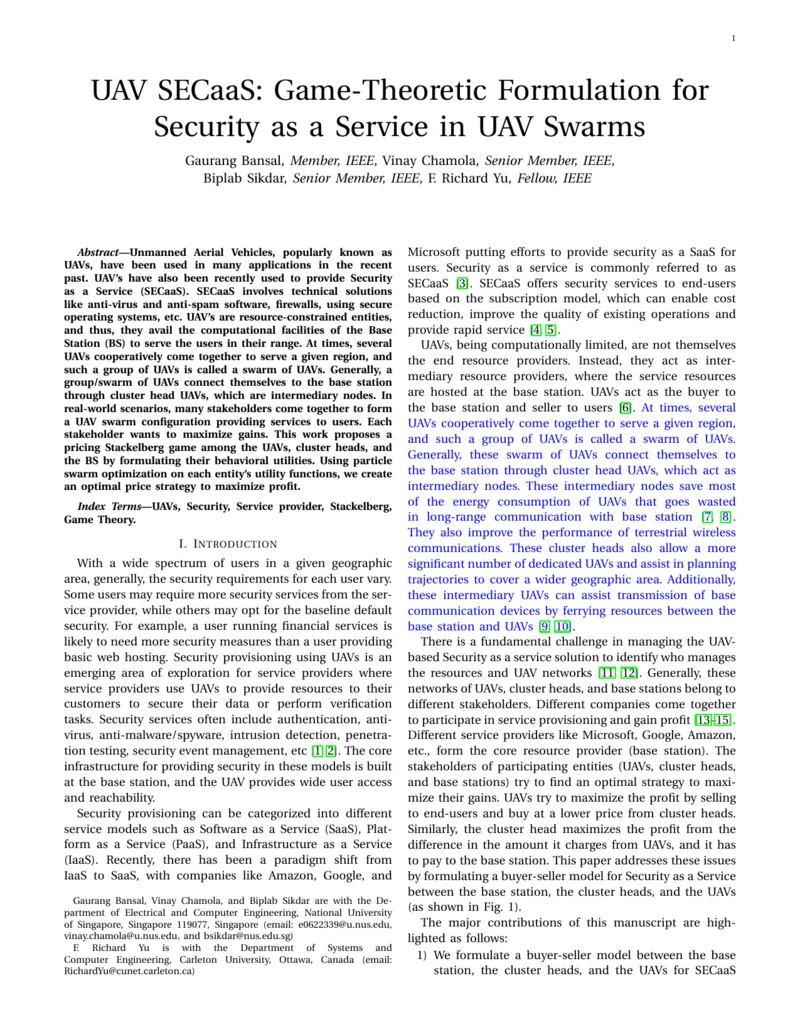 1
UAV SECaaS: Game-Theoretic Formulation for
Security as a Service in UAV Swarms
Gaurang Bansal, Member, IEEE, Vinay Chamola, Senior Member, IEEE,
Biplab Sikdar, Senior Member, IEEE, F. Richard Yu, Fellow, IEEE
Abstract—Unmanned Aerial Vehicles, popularly known as
UAVs, have been used in many applications in the recent
past. UAV's have also been recently used to provide Security
as a Service (SECaaS). SECaaS involves technical solutions
like anti-virus and anti-spam software, firewalls, using secure
operating systems, etc. UAV's are resource-constrained entities,
and thus, they avail the computational facilities of the Base
Station (BS) to serve the users in their range. At times, several
UAVs cooperatively come together to serve a given region, and
such a group of UAVs is called a swarm of UAVs. Generally, a
group/swarm of UAVs connect themselves to the base station
through cluster head UAVs, which are intermediary nodes. In
real-world scenarios, many stakeholders come together to form
a UAV swarm configuration providing services to users. Each
stakeholder wants to maximize gains. This work proposes a
pricing Stackelberg game among the UAVs, cluster heads, and
the BS by formulating their behavioral utilities. Using particle
swarm optimization on each entity's utility functions, we create
an optimal price strategy to maximize profit.
Index Terms—UAVs, Security, Service provider, Stackelberg,
Game Theory.
I. INTRODUCTION
With a wide spectrum of users in a given geographic
area, generally, the security requirements for each user vary.
Some users may require more security services from the ser-
vice provider, while others may opt for the baseline default
security. For example, a user running financial services is
likely to need more security measures than a user providing
basic web hosting. Security provisioning using UAVs is an
emerging area of exploration for service providers where
service providers use UAVs to provide resources to their
customers to secure their data or perform verification
tasks. Security services often include authentication, anti-
virus, anti-malware/spyware, intrusion detection, penetra-
tion testing, security event management, etc [1, 2]. The core
infrastructure for providing security in these models is built
at the base station, and the UAV provides wide user access
and reachability.
Security provisioning can be categorized into different
service models such as Software as a Service (SaaS), Plat-
form as a Service (PaaS), and Infrastructure as a Service
(IaaS). Recently, there has been a paradigm shift from
IaaS to SaaS, with companies like Amazon, Google, and
Gaurang Bansal, Vinay Chamola, and Biplab Sikdar are with the De-
partment of Electrical and Computer Engineering, National University
of Singapore, Singapore 119077, Singapore (email: e0622339@u.nus.edu,
vinay.chamola@u.nus.edu, and bsikdar@nus.edu.sg)
F. Richard Yu is with the Department of Systems and
Computer Engineering, Carleton University, Ottawa, Canada (email:
RichardYu@cunet.carleton.ca)
Microsoft putting efforts to provide security as a SaaS for
users. Security as a service is commonly referred to as
SECaaS [3]. SECaaS offers security services to end-users
based on the subscription model, which can enable cost
reduction, improve the quality of existing operations and
provide rapid service [4, 5].
UAVs, being computationally limited, are not themselves
the end resource providers. Instead, they act as inter-
mediary resource providers, where the service resources
are hosted at the base station. UAVs act as the buyer to
the base station and seller to users [6]. At times, several
UAVs cooperatively come together to serve a given region,
and such a group of UAVs is called a swarm of UAVs.
Generally, these swarm of UAVs connect themselves to
the base station through cluster head UAVs, which act as
intermediary nodes. These intermediary nodes save most
of the energy consumption of UAVs that goes wasted
in long-range communication with base station [7, 8].
They also improve the performance of terrestrial wireless
communications. These cluster heads also allow a more
significant number of dedicated UAVs and assist in planning
trajectories to cover a wider geographic area. Additionally,
these intermediary UAVs can assist transmission of base
communication devices by ferrying resources between the
base station and UAVs [9, 10].
There is a fundamental challenge in managing the UAV-
based Security as a service solution to identify who manages
the resources and UAV networks [11, 12]. Generally, these
networks of UAVs, cluster heads, and base stations belong to
different stakeholders. Different companies come together
to participate in service provisioning and gain profit [13–15].
Different service providers like Microsoft, Google, Amazon,
etc., form the core resource provider (base station). The
stakeholders of participating entities (UAVs, cluster heads,
and base stations) try to find an optimal strategy to maxi-
mize their gains. UAVs try to maximize the profit by selling
to end-users and buy at a lower price from cluster heads.
Similarly, the cluster head maximizes the profit from the
difference in the amount it charges from UAVs, and it has
to pay to the base station. This paper addresses these issues
by formulating a buyer-seller model for Security as a Service
between the base station, the cluster heads, and the UAVs
(as shown in Fig. 1).
The major contributions of this manuscript are high-
lighted as follows:
1) We formulate a buyer-seller model between the base
station, the cluster heads, and the UAVs for SECaaS